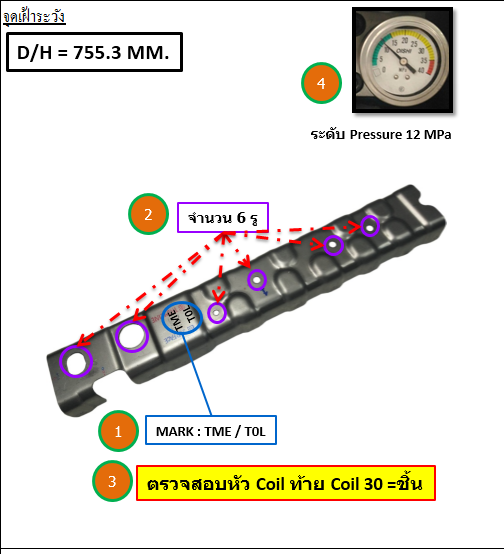 จุดเฝ้าระวัง
D/H = 755.3 MM.
4
ระดับ Pressure 12 MPa
2
จำนวน 6 รู
TME
T0L
1
MARK : TME / T0L
3
ตรวจสอบหัว Coil ท้าย Coil 30 =ชิ้น